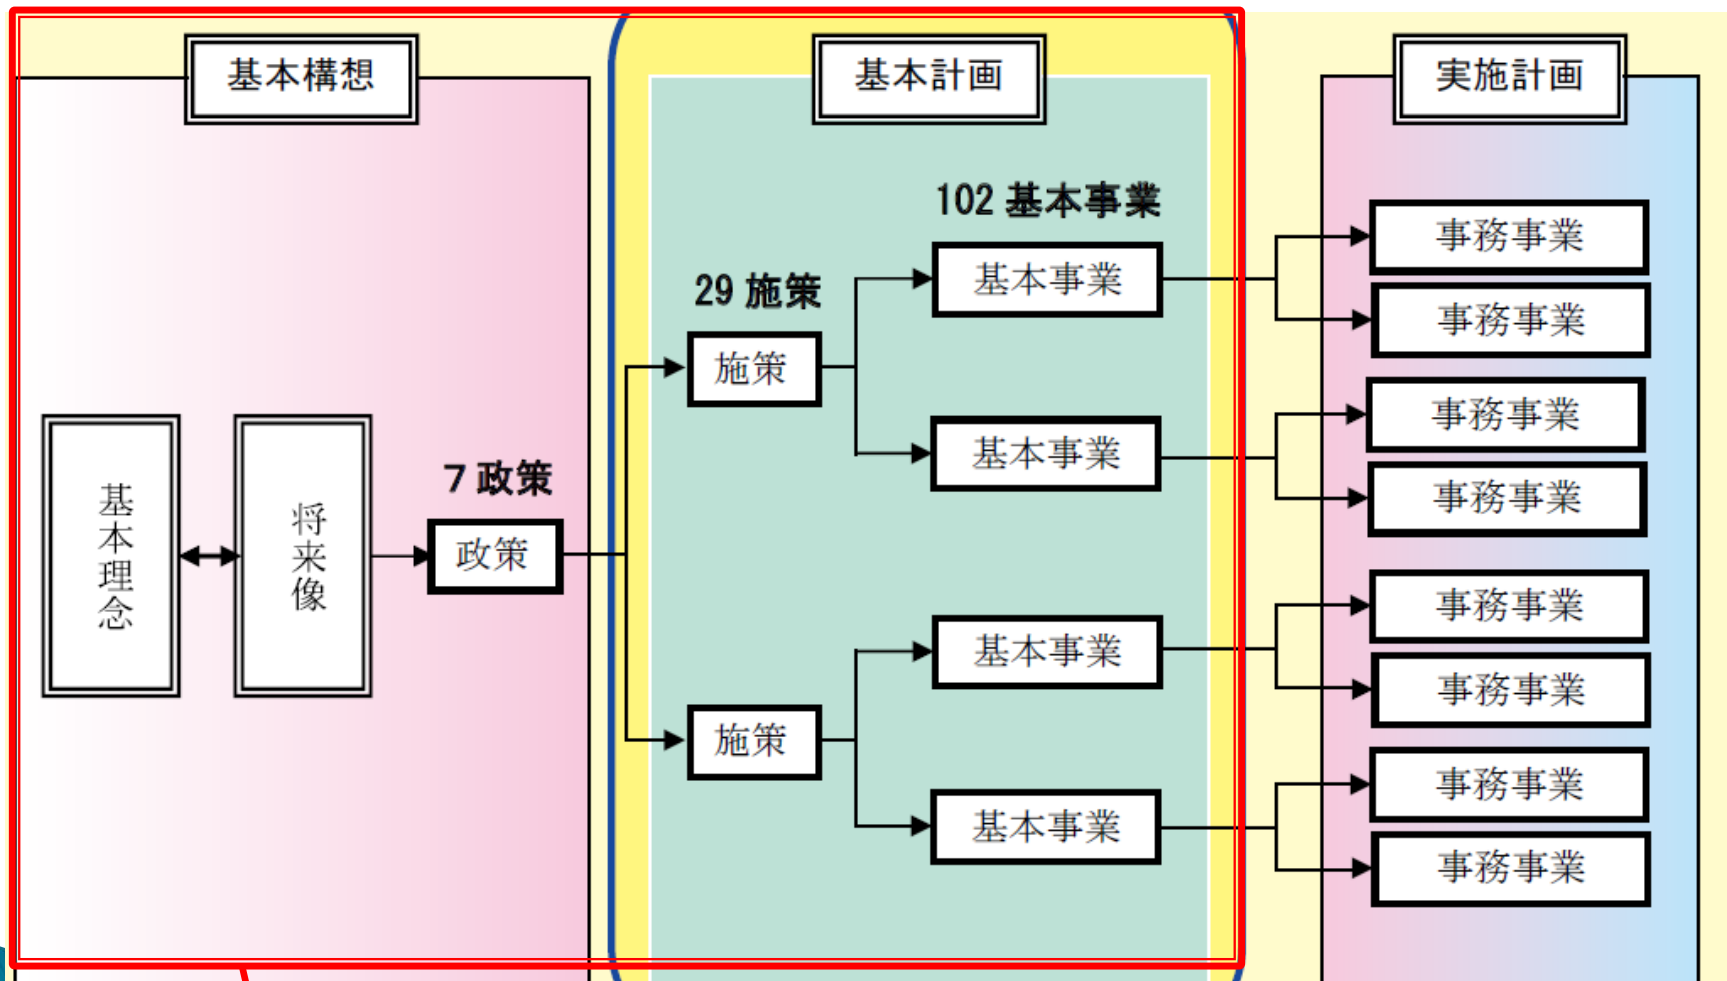 基本構想
基本計画
実施計画
102 基本事業
29 施策
7 政策
基本理念
将来像
政策
施策
施策
基本事業
基本事業
基本事業
基本事業
事務事業
事務事業
事務事業
事務事業
事務事業
事務事業
事務事業
事務事業